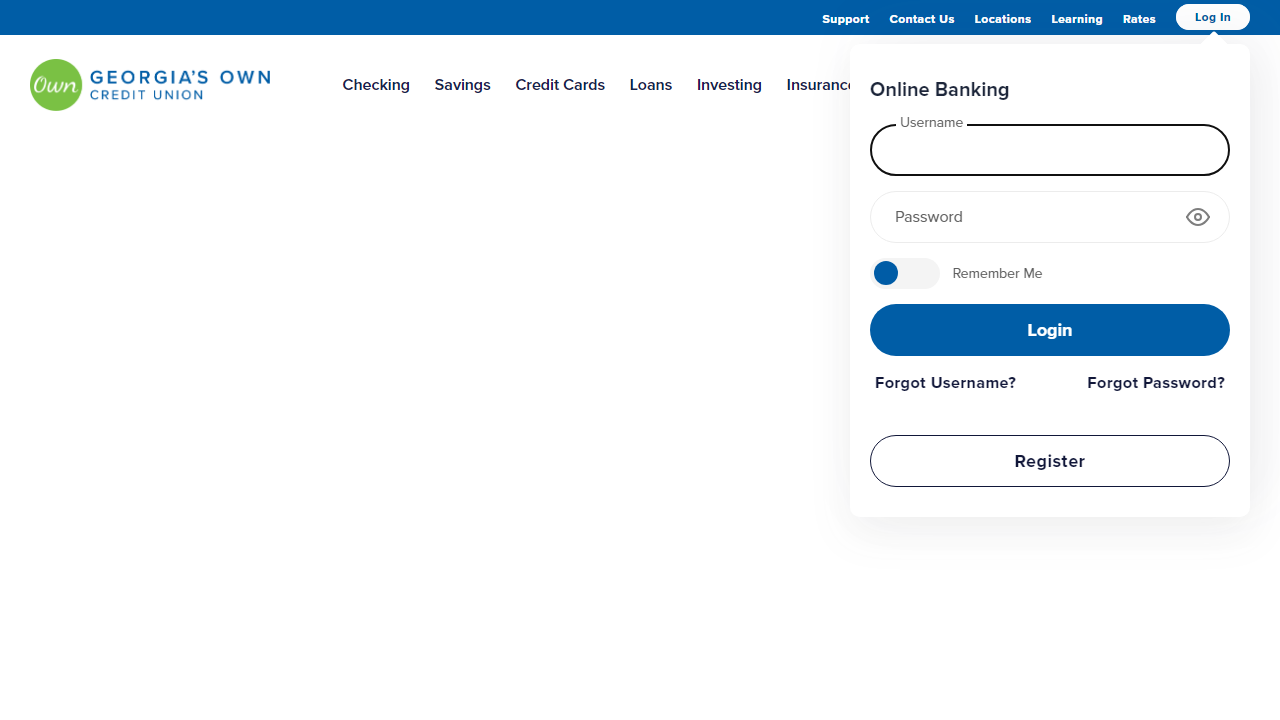 Support Contact Us Locations Learning Rates Log In
Own GEORGIA'S OWN
CREDIT UNION
Checking Savings Credit Cards Loans Investing Insurance
Online Banking
Username
Password
Remember Me
Login
Forgot Username? Forgot Password?
Register